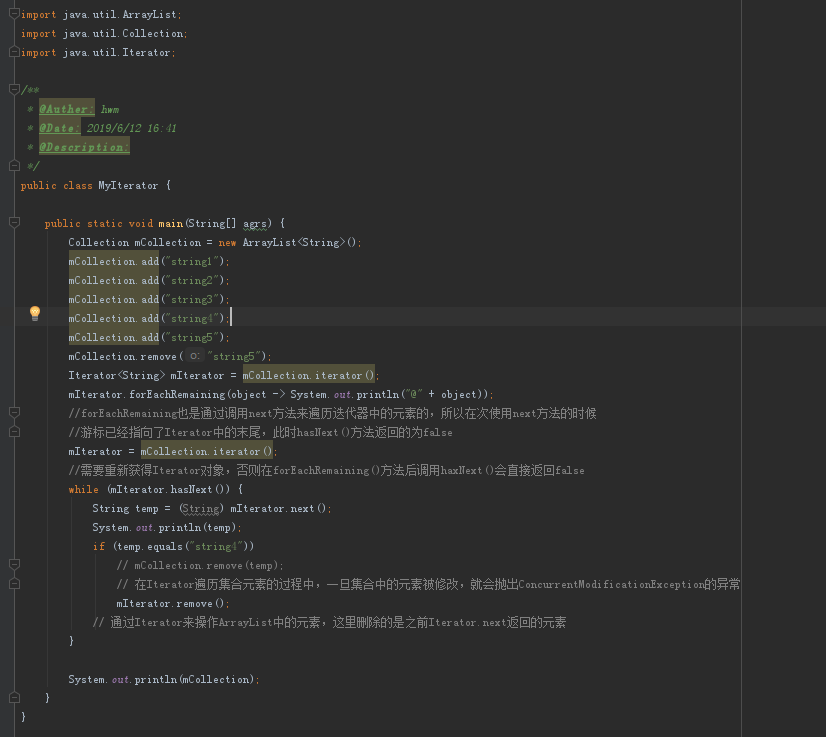 import java.util.ArrayList;
import java.util.Collection;
import java.util.Iterator;
/**
* @Auther: hwm
* @Date: 2019/6/12 16:41
* @Description:
*/
public class MyIterator {
public static void main(String[] agrs) {
Collection mCollection = new ArrayList<String>();
mCollection.add("string1");
mCollection.add("string2");
mCollection.add("string3");
mCollection.add("string4");
mCollection.add("string5");
mCollection.remove( o: "string5");
Iterator<String> mIterator = mCollection.iterator();
mIterator.forEachRemaining(object -> System.out.println("@" + object));
//forEachRemaining也是通过调用next方法来遍历迭代器中的元素的，所以在次使用next方法的时候
//游标已经指向了Iterator中的末尾，此时hasNext()方法返回的为false
mIterator = mCollection.iterator();
//需要重新获得Iterator对象，否则在forEachRemaining()方法后调用haxNext()会直接返回false
while (mIterator.hasNext()) {
String temp = (String) mIterator.next();
System.out.println(temp);
if (temp.equals("string4"))
// mCollection.remove(temp);
// 在Iterator遍历集合元素的过程中，一旦集合中的元素被修改，就会抛出ConcurrentModificationException的异常
mIterator.remove();
// 通过Iterator来操作ArrayList中的元素，这里删除的是之前Iterator.next返回的元素
}
System.out.println(mCollection);
}
}